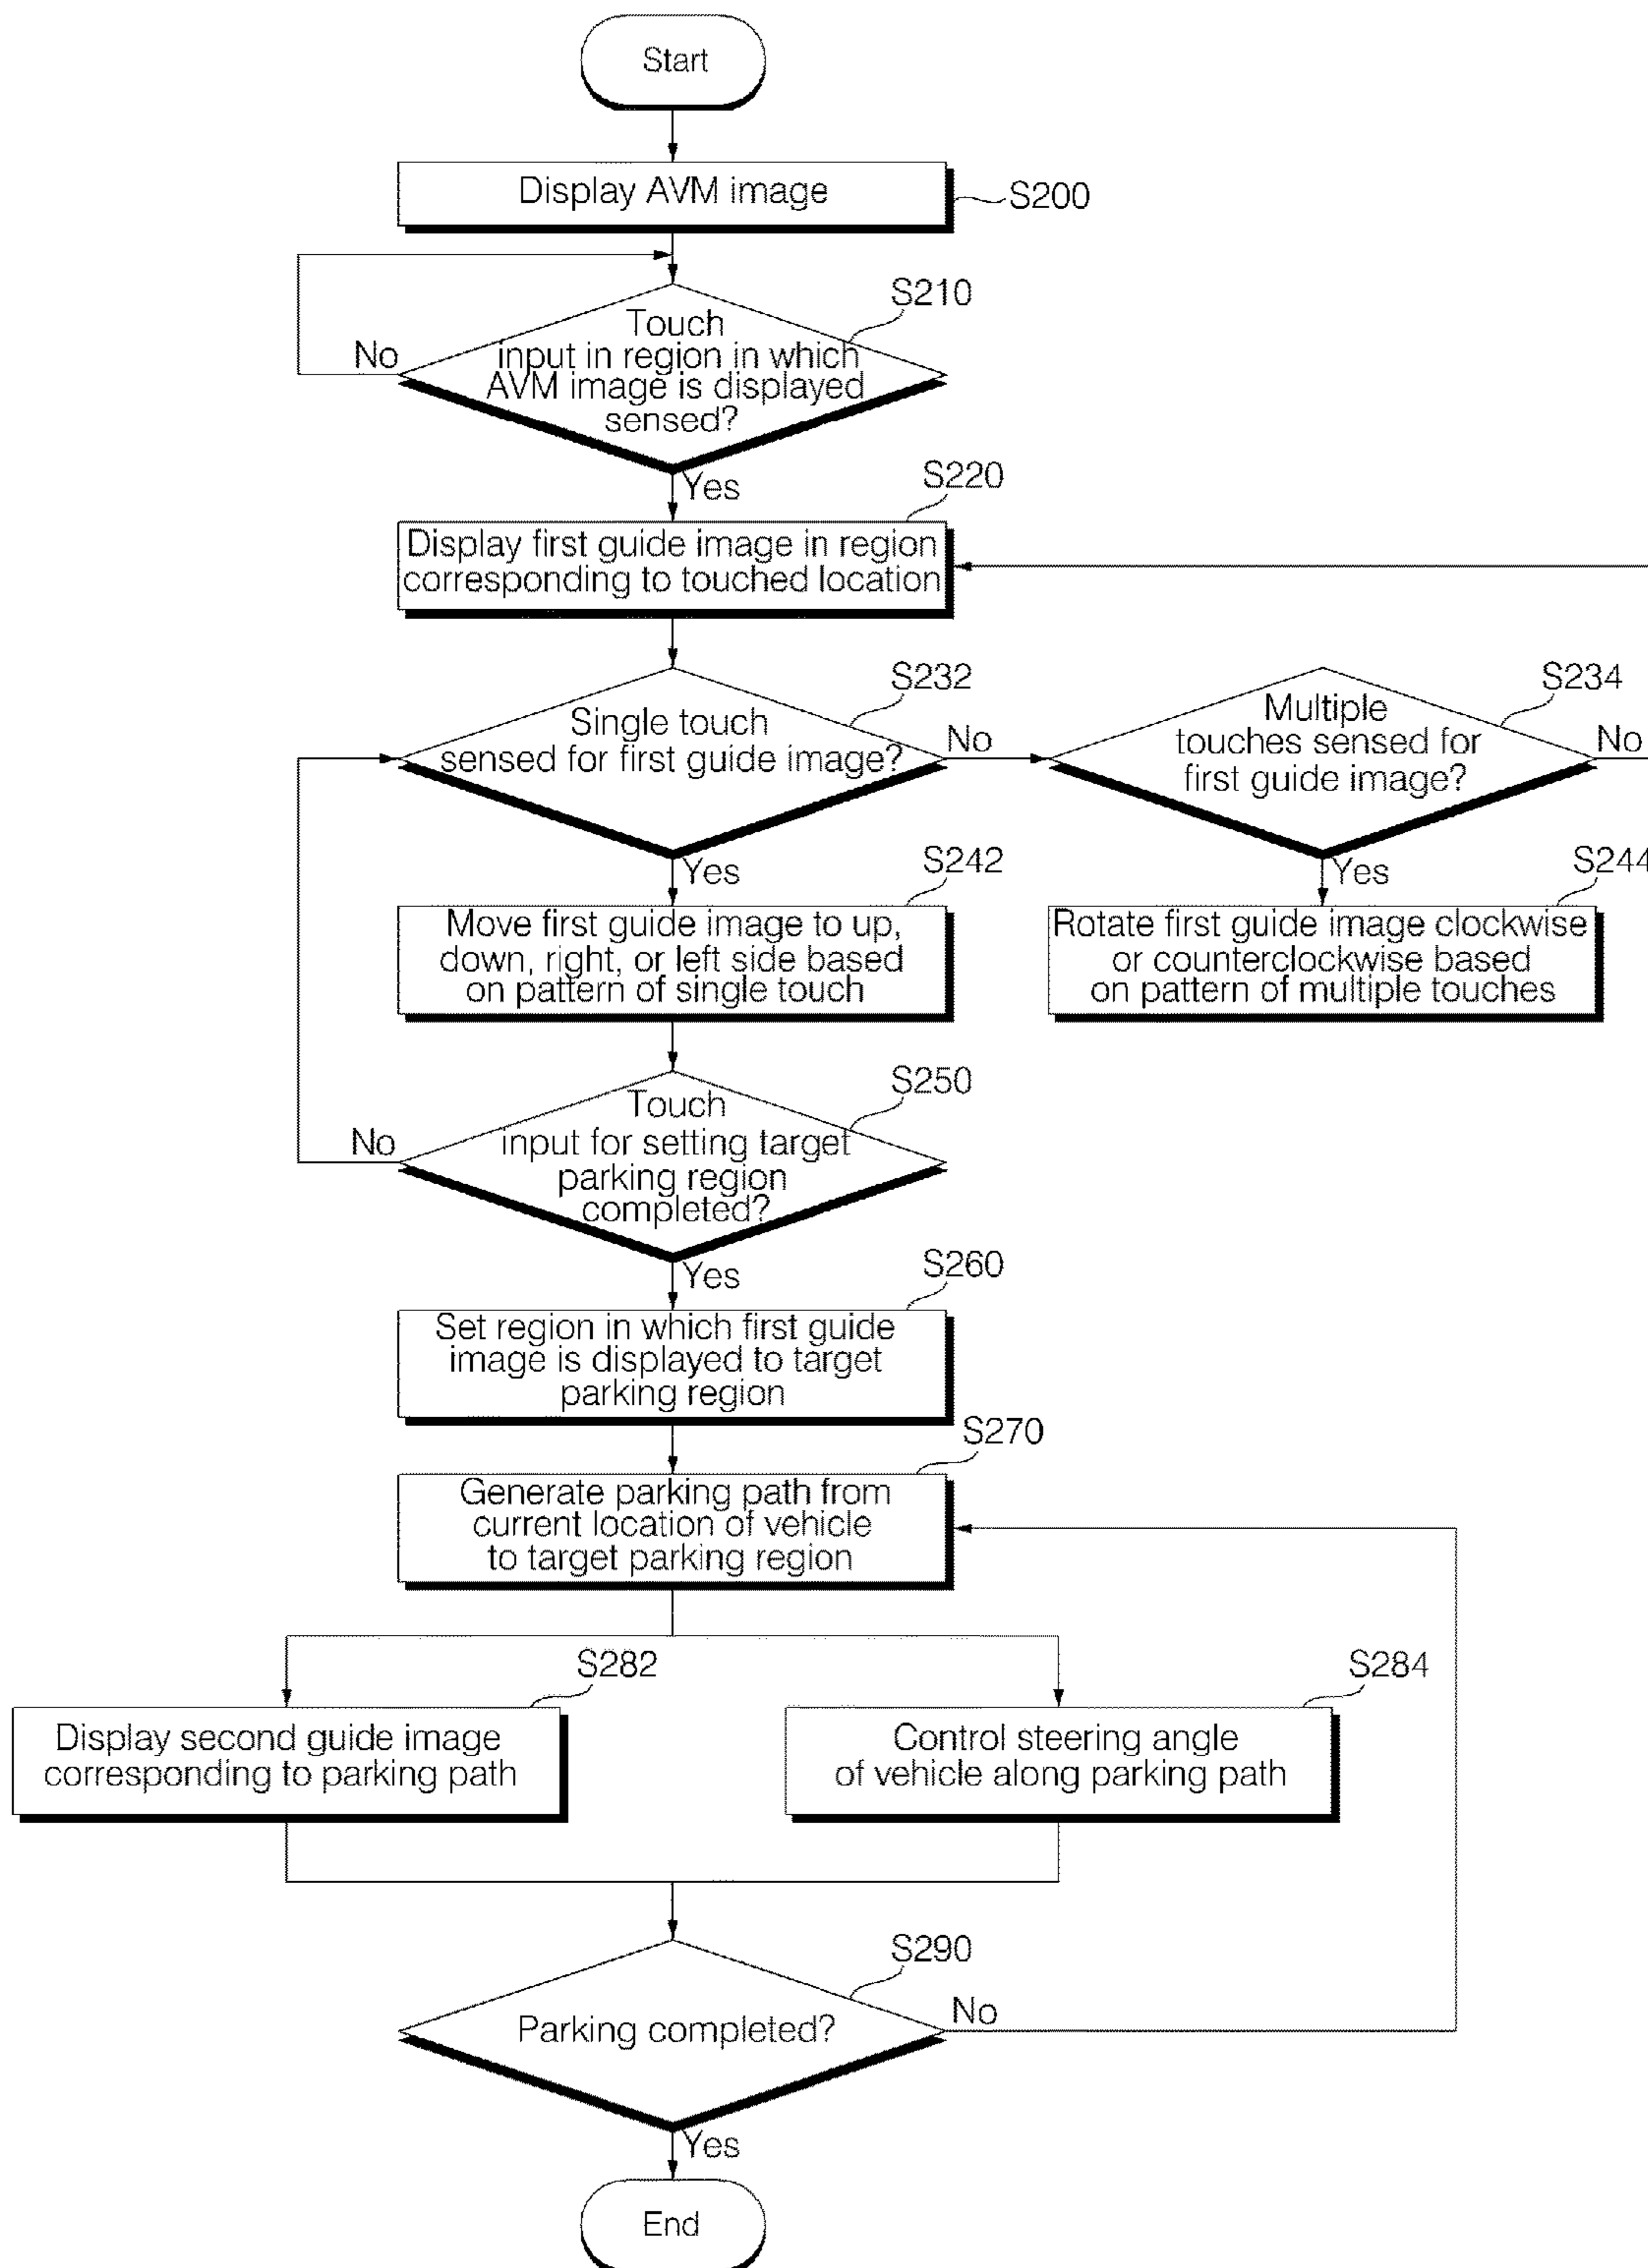 Start
Display AVM image
S200
S210
Touch
input in region in which
AVM image is displayed
sensed?
No
Yes
S220
Display first guide image in region
corresponding to touched location
S232
Single touch
sensed for first guide image?
No
S234
Multiple
touches sensed for
first guide image?
No
Yes
S242
Move first guide image to up,
down, right, or left side based
on pattern of single touch
Yes
S244
Rotate first guide image clockwise
or counterclockwise based
on pattern of multiple touches
S250
Touch
input for setting target
parking region
completed?
No
Yes
S260
Set region in which first guide
image is displayed to target
parking region
S270
Generate parking path from
current location of vehicle
to target parking region
S282
Display second guide image
corresponding to parking path
S284
Control steering angle
of vehicle along parking path
S290
Parking completed?
No
Yes
End